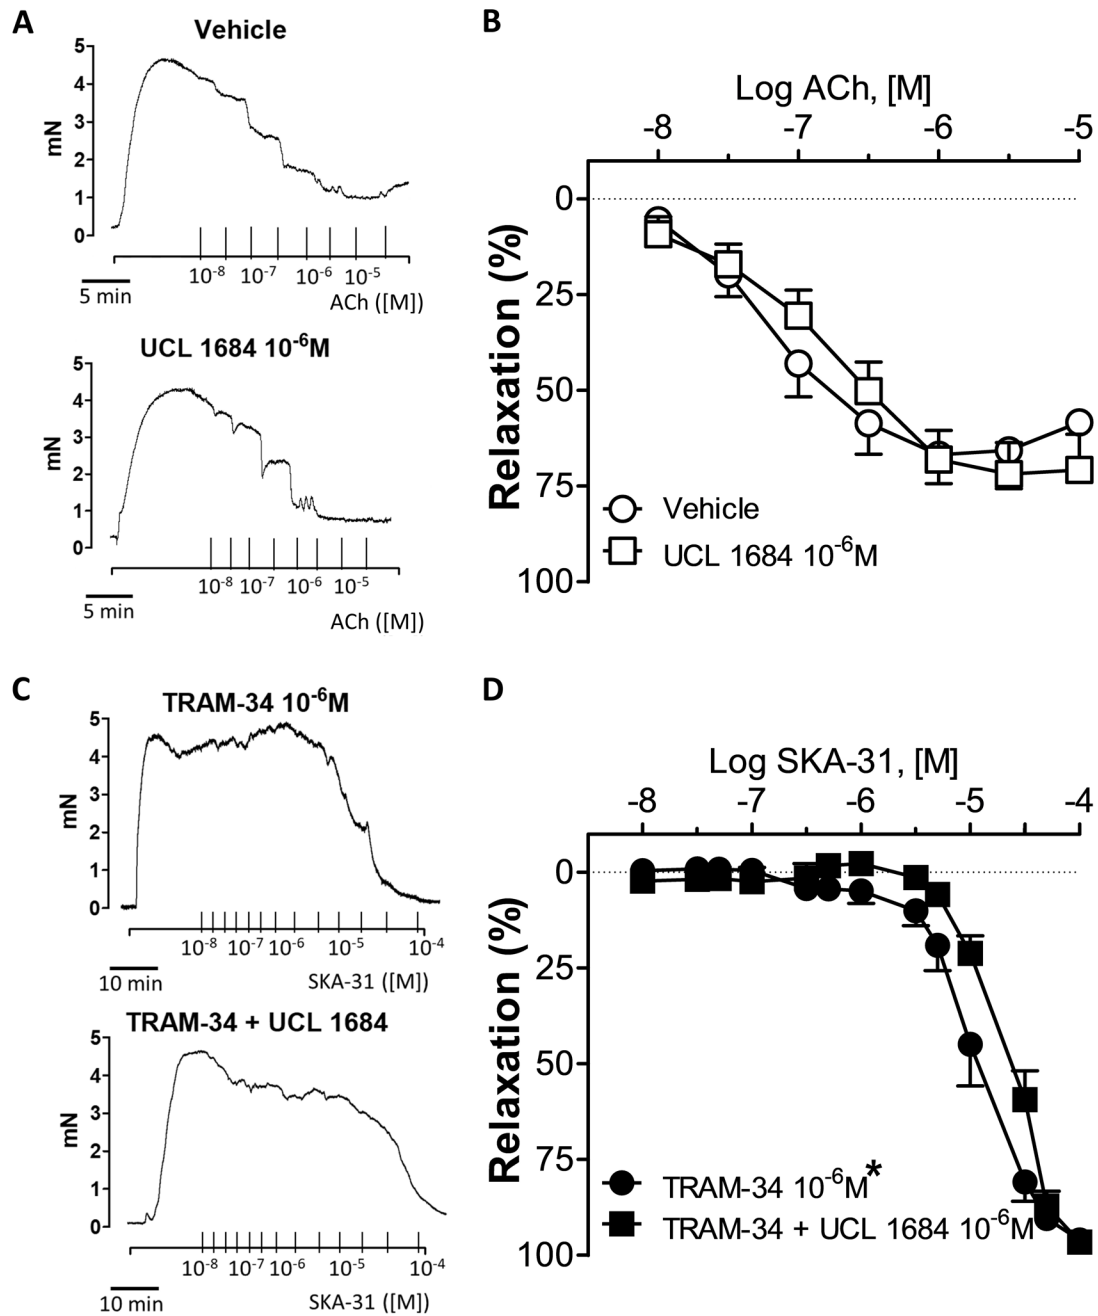 A
Vehicle
5
4
3
2
1
0
mN
10-8 10-7 10-6 10-5
5 min
ACh ([M])
UCL 1684 10-6M
5
4
3
2
1
0
mN
10-8 10-7 10-6 10-5
5 min
ACh ([M])
B
Log ACh, [M]
-8 -7 -6 -5
0
25
50
75
100
Relaxation (%)
Vehicle
UCL 1684 10-6M
C
TRAM-34 10-6M
5
4
3
2
1
0
mN
10-8 10-7 10-6 10-5 10-4
10 min
SKA-31 ([M])
TRAM-34 + UCL 1684
5
4
3
2
1
0
mN
10-8 10-7 10-6 10-5 10-4
10 min
SKA-31 ([M])
D
Log SKA-31, [M]
-8 -7 -6 -5 -4
0
25
50
75
100
Relaxation (%)
TRAM-34 10-6M*
TRAM-34 + UCL 1684 10-6M